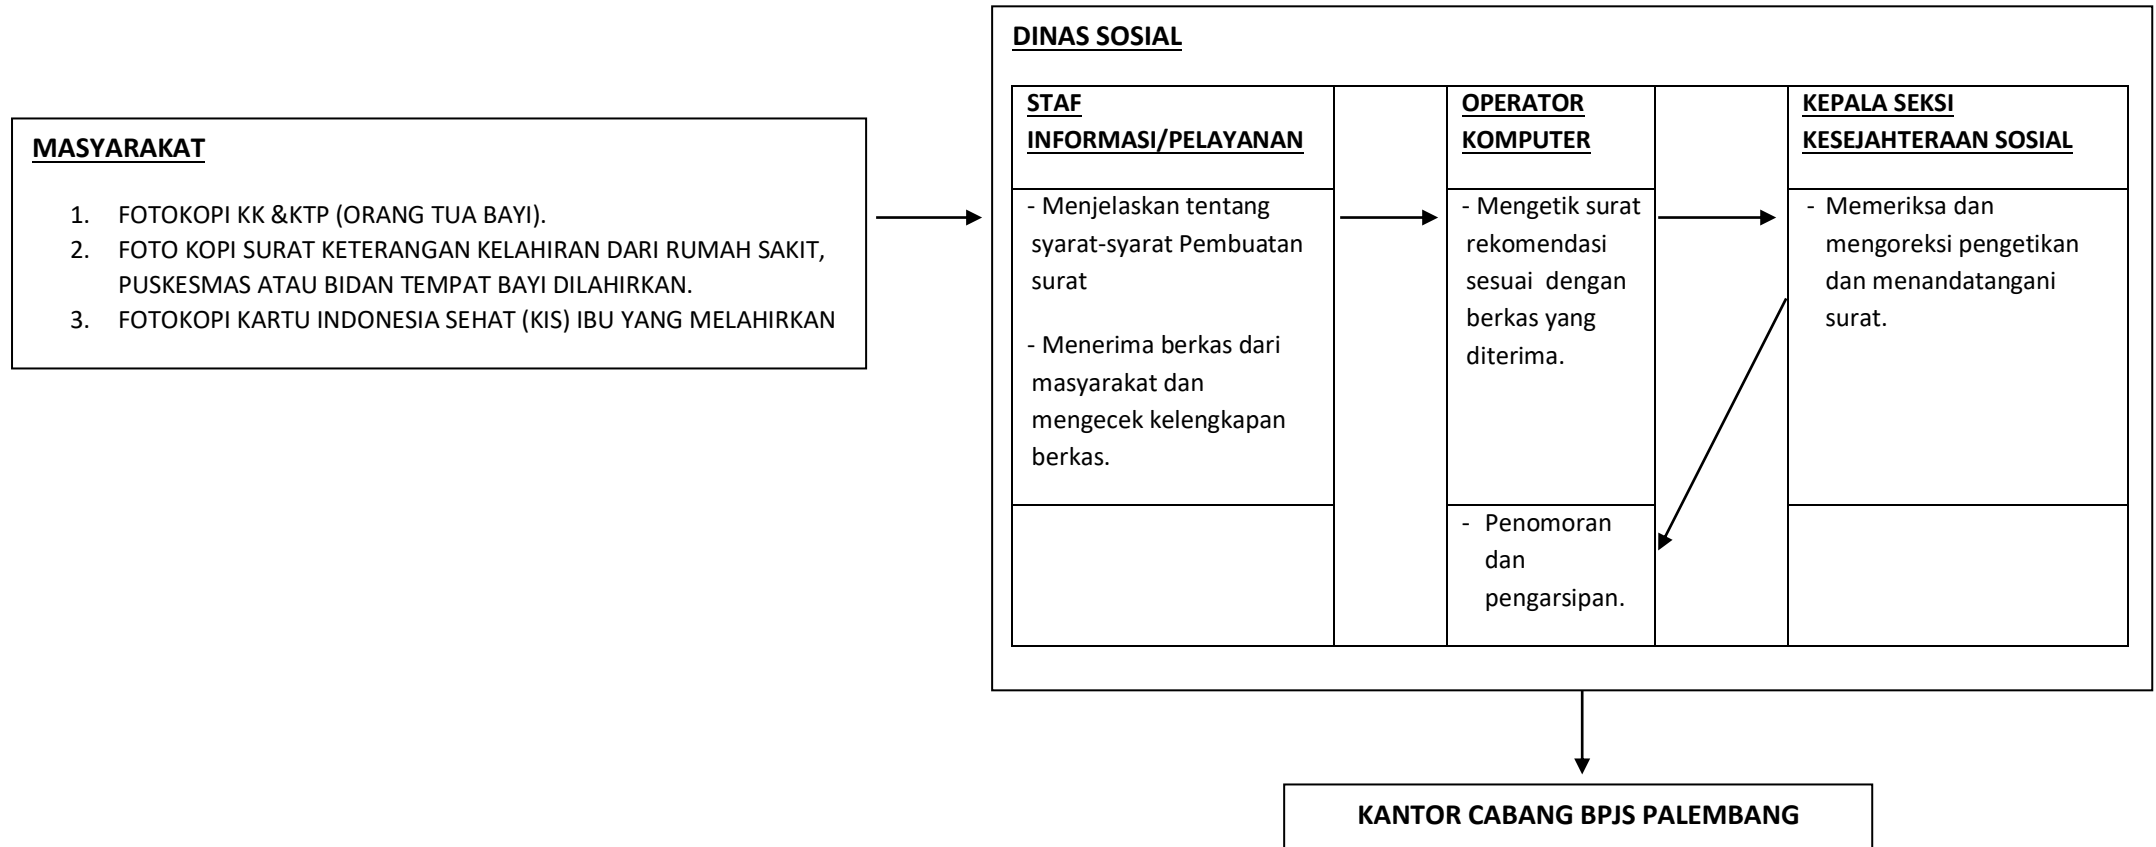 MASYARAKAT
1. FOTOKOPI KK &KTP (ORANG TUA BAYI).
2. FOTO KOPI SURAT KETERANGAN KELAHIRAN DARI RUMAH SAKIT,
PUSKESMAS ATAU BIDAN TEMPAT BAYI DILAHIRKAN.
3. FOTOKOPI KARTU INDONESIA SEHAT (KIS) IBU YANG MELAHIRKAN
DINAS SOSIAL
STAF
INFORMASI/PELAYANAN
- Menjelaskan tentang
syarat-syarat Pembuatan
surat
- Menerima berkas dari
masyarakat dan
mengecek kelengkapan
berkas.
OPERATOR
KOMPUTER
- Mengetik surat
rekomendasi
sesuai dengan
berkas yang
diterima.
- Penomoran
dan
pengarsipan.
KEPALA SEKSI
KESEJAHTERAAN SOSIAL
- Memeriksa dan
mengoreksi pengetikan
dan menandatangani
surat.
KANTOR CABANG BPJS PALEMBANG